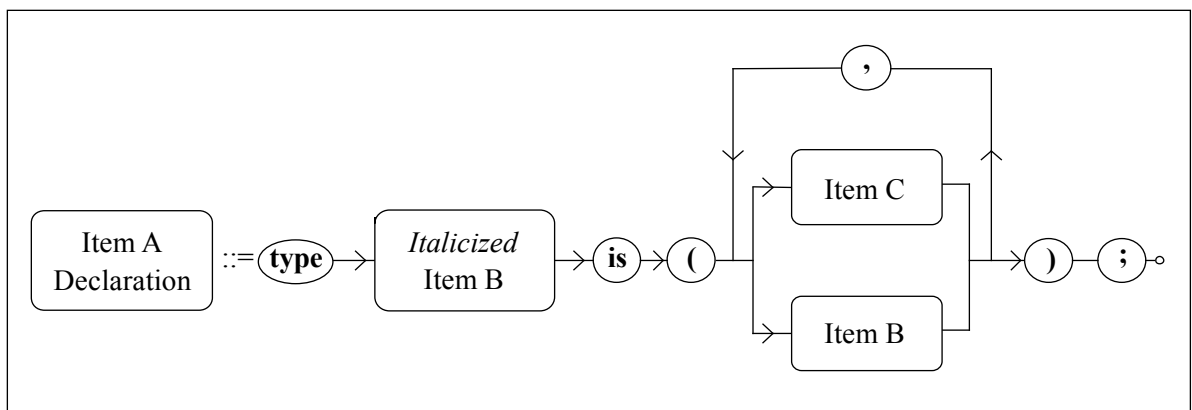 ,
Item C
Item A
Declaration
::=
type
Italicized
Item B
is
(
)
;
Item B